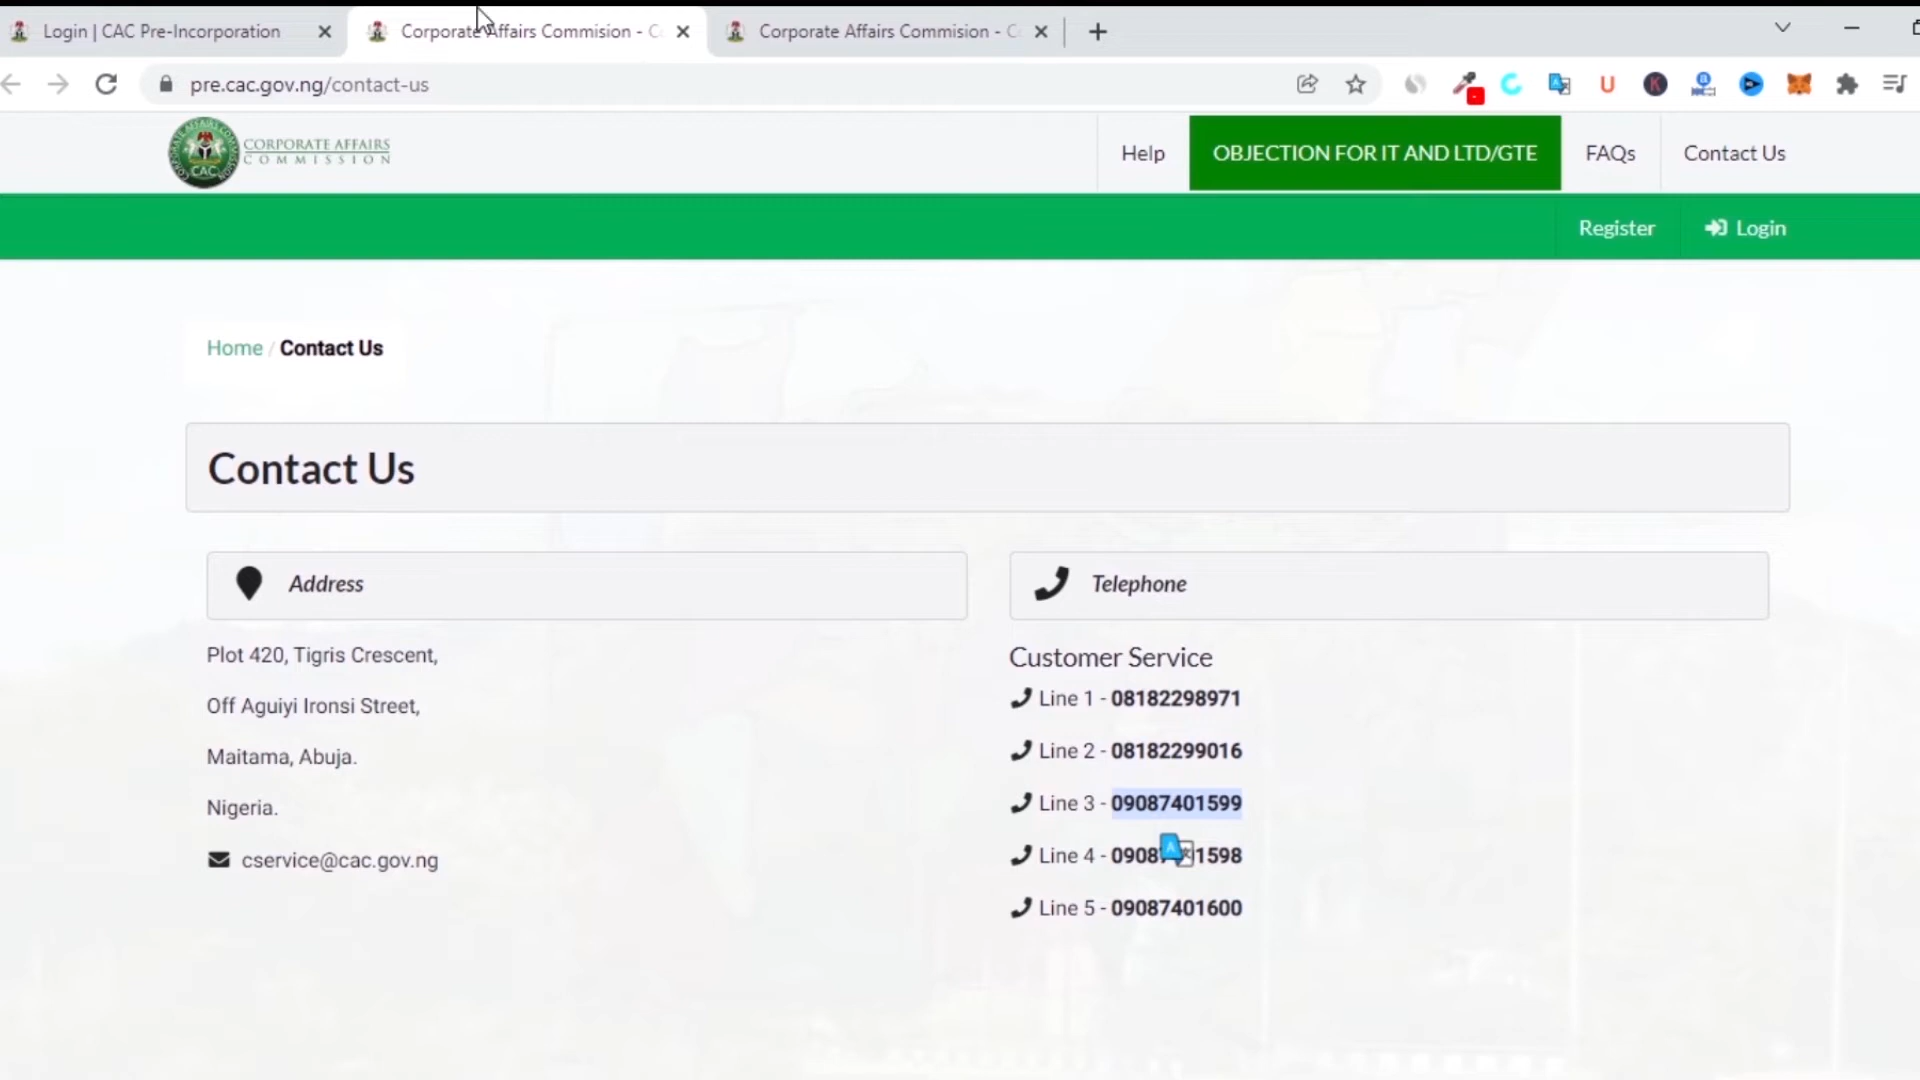 Login | CAC Pre-Incorporation
Corporate Affairs Commision - C
Corporate Affairs Commision - C
pre.cac.gov.ng/contact-us
CORPORATE AFFAIRS
COMMISSION
CAC
Help
OBJECTION FOR IT AND LTD/GTE
FAQs
Contact Us
Register
Login
Home / Contact Us
Contact Us
Address
Plot 420, Tigris Crescent,
Off Aguiyi Ironsi Street,
Maitama, Abuja.
Nigeria.
cservice@cac.gov.ng
Telephone
Customer Service
Line 1 - 08182298971
Line 2 - 08182299016
Line 3 - 09087401599
Line 4 -
Line 5 - 09087401600